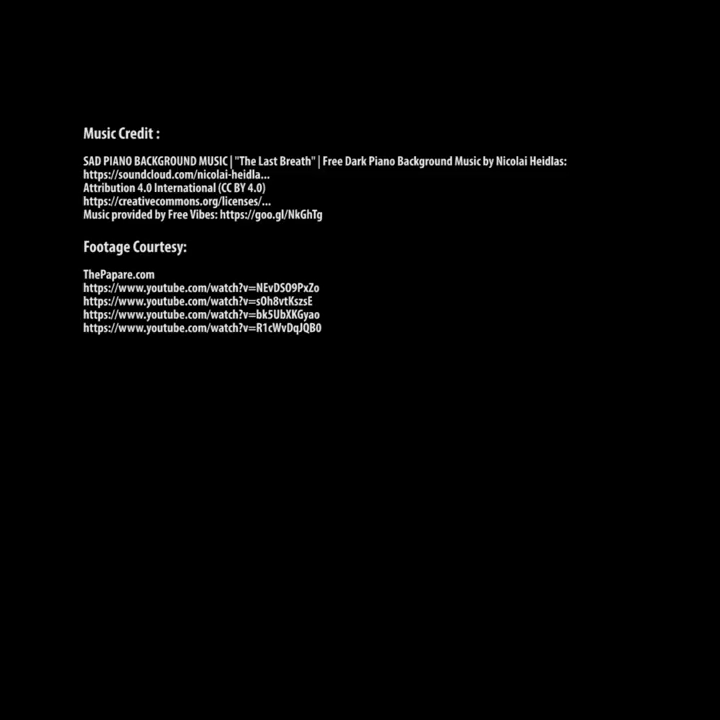 Music Credit :
SAD PIANO BACKGROUND MUSIC | "The Last Breath" | Free Dark Piano Background Music by Nicolai Heidlas:
https://soundcloud.com/nicolai-heidla...
Attribution 4.0 International (CC BY 4.0)
https://creativecommons.org/licenses/...
Music provided by Free Vibes: https://goo.gl/NkGhTg
Footage Courtesy:
ThePapare.com
https://www.youtube.com/watch?v=NEvDSO9PxZo
https://www.youtube.com/watch?v=sOh8vtKszsE
https://www.youtube.com/watch?v=bk5UbXKGyao
https://www.youtube.com/watch?v=R1cWvDqJQB0